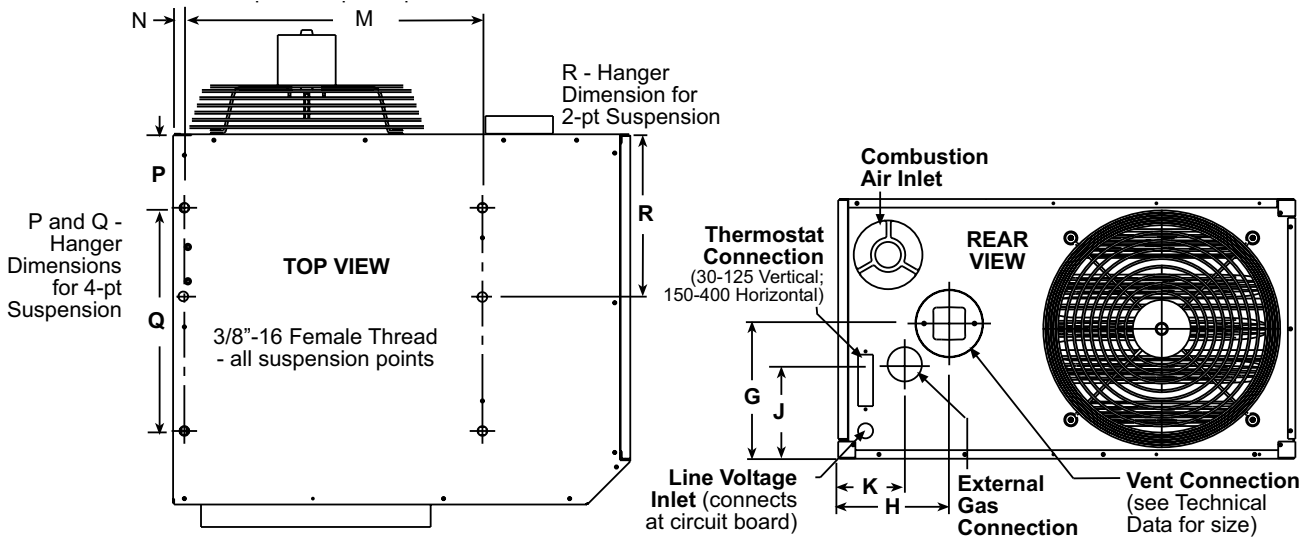 N
M
R - Hanger
Dimension for
2-pt Suspension
P
R
P and Q -
Hanger
Dimensions
for 4-pt
Suspension
TOP VIEW
Q
3/8”-16 Female Thread
- all suspension points
Combustion
Air Inlet
Thermostat
Connection
(30-125 Vertical;
150-400 Horizontal)
REAR
VIEW
G
J
K
H
Line Voltage
Inlet (connects
at circuit board)
External
Gas
Connection
Vent Connection
(see Technical
Data for size)